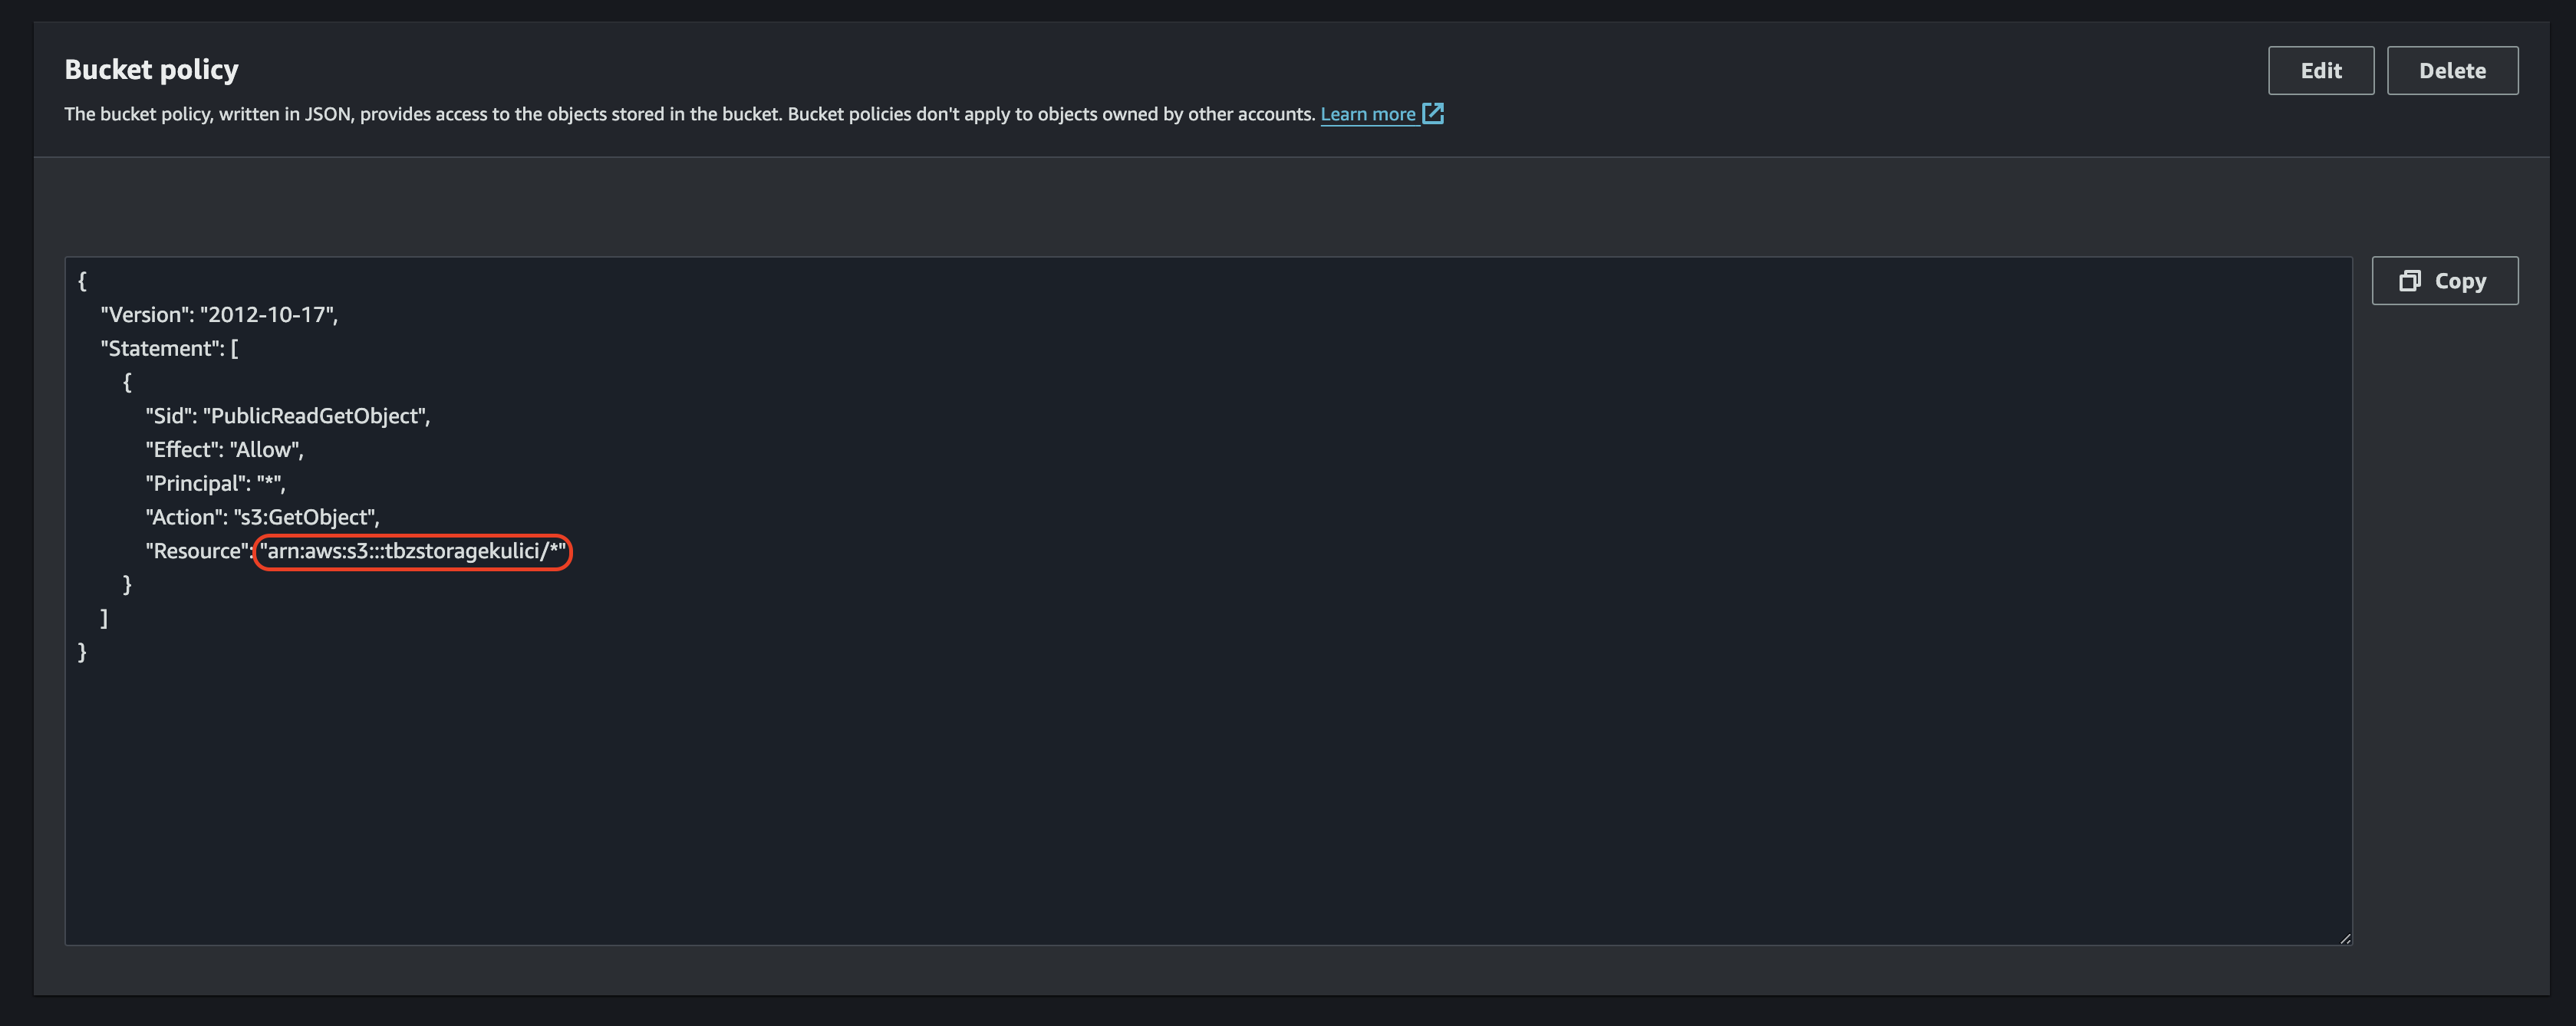 Bucket policy
Edit
Delete
The bucket policy, written in JSON, provides access to the objects stored in the bucket. Bucket policies don't apply to objects owned by other accounts. Learn more
Copy
{
"Version": "2012-10-17",
"Statement": [
{
"Sid": "PublicReadGetObject",
"Effect": "Allow",
"Principal": "*",
"Action": "s3:GetObject",
"Resource": "arn:aws:s3:::tbzstoragekulici/*"
}
]
}